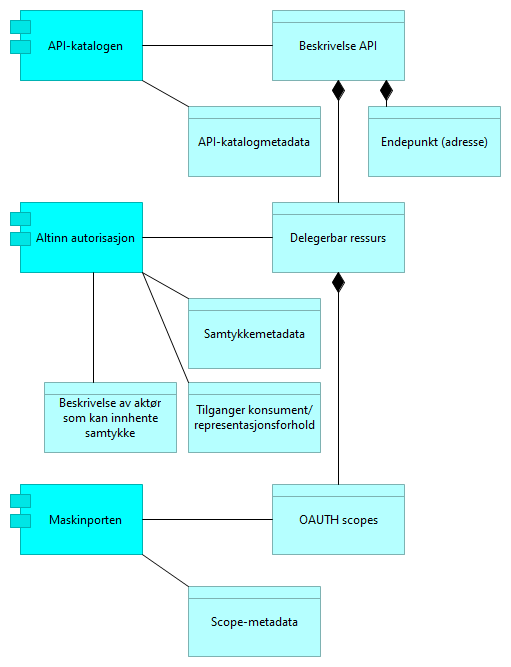 API-katalogen
Beskrivelse API
API-katalogmetadata
Endepunkt (adresse)
Altinn autorisasjon
Delegerbar ressurs
Samtykkemetadata
Beskrivelse av aktør
som kan innhente
samtykke
Tilganger konsument/
representasjonsforhold
Maskinporten
OAUTH scopes
Scope-metadata